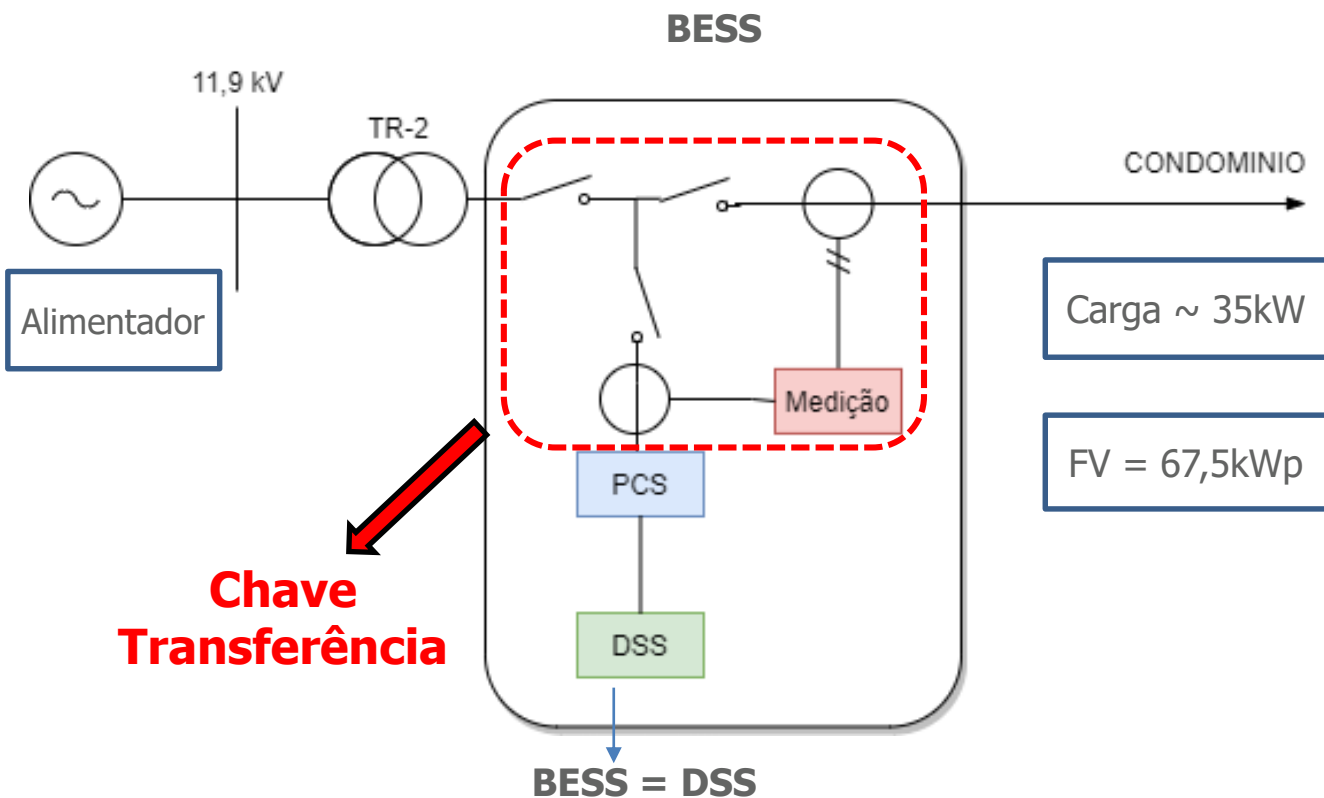 BESS
11,9 kV
TR-2
CONDOMINIO
Alimentador
Carga ~ 35kW
Medição
FV = 67,5kWp
PCS
Chave
Transferência
DSS
BESS = DSS